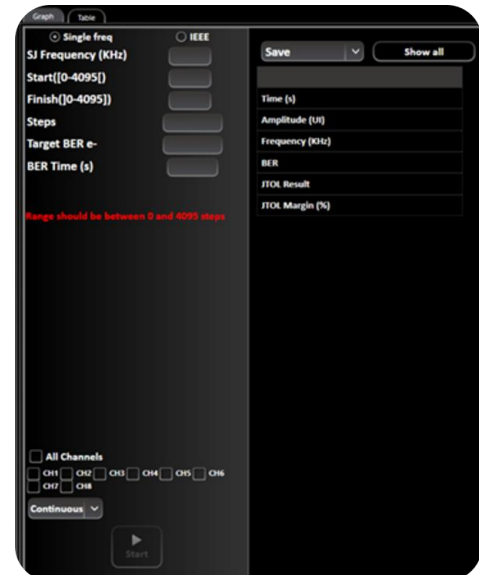 Graph Table
Single freq IEEE
SJ Frequency (KHz)
Start([0-4095[)
Finish(]0-4095])
Steps
Target BER e-
BER Time (s)
Range should be between 0 and 4095 steps
All Channels
CH1 CH2 CH3 CH4 CH5 CH6
CH7 CH8
Continuous
Start
Save Show all
Time (s)
Amplitude (UI)
Frequency (KHz)
BER
JTOL Result
JTOL Margin (%)